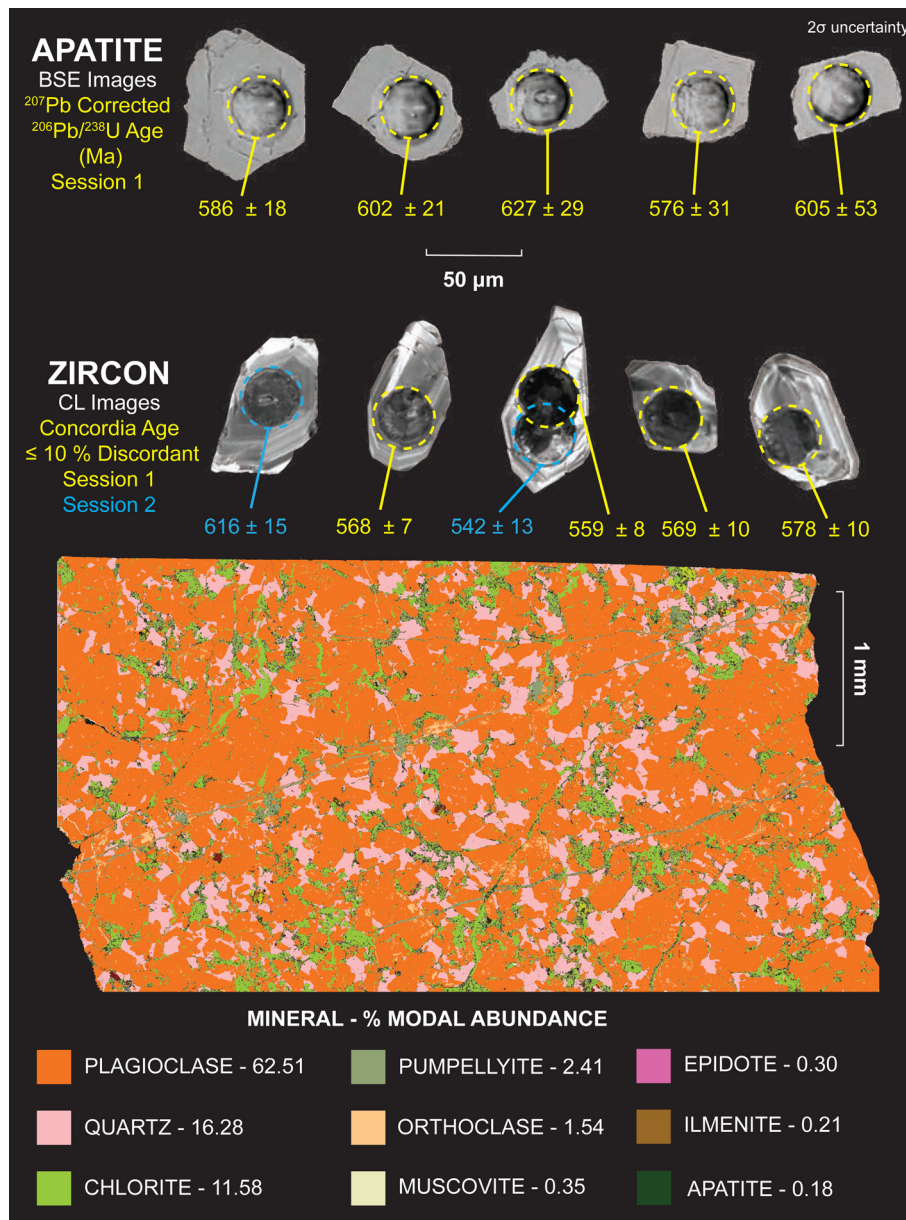 APATITE
BSE Images
²⁰⁷Pb Corrected
²⁰⁶Pb/²³⁸U Age
(Ma)
Session 1
2σ uncertainty
586 ± 18
602 ± 21
627 ± 29
576 ± 31
605 ± 53
50 µm
ZIRCON
CL Images
Concordia Age
≤ 10 % Discordant
Session 1
Session 2
616 ± 15
568 ± 7
542 ± 13
559 ± 8
569 ± 10
578 ± 10
1 mm
MINERAL - % MODAL ABUNDANCE
PLAGIOCLASE - 62.51
PUMPELLYITE - 2.41
EPIDOTE - 0.30
QUARTZ - 16.28
ORTHOCLASE - 1.54
ILMENITE - 0.21
CHLORITE - 11.58
MUSCOVITE - 0.35
APATITE - 0.18